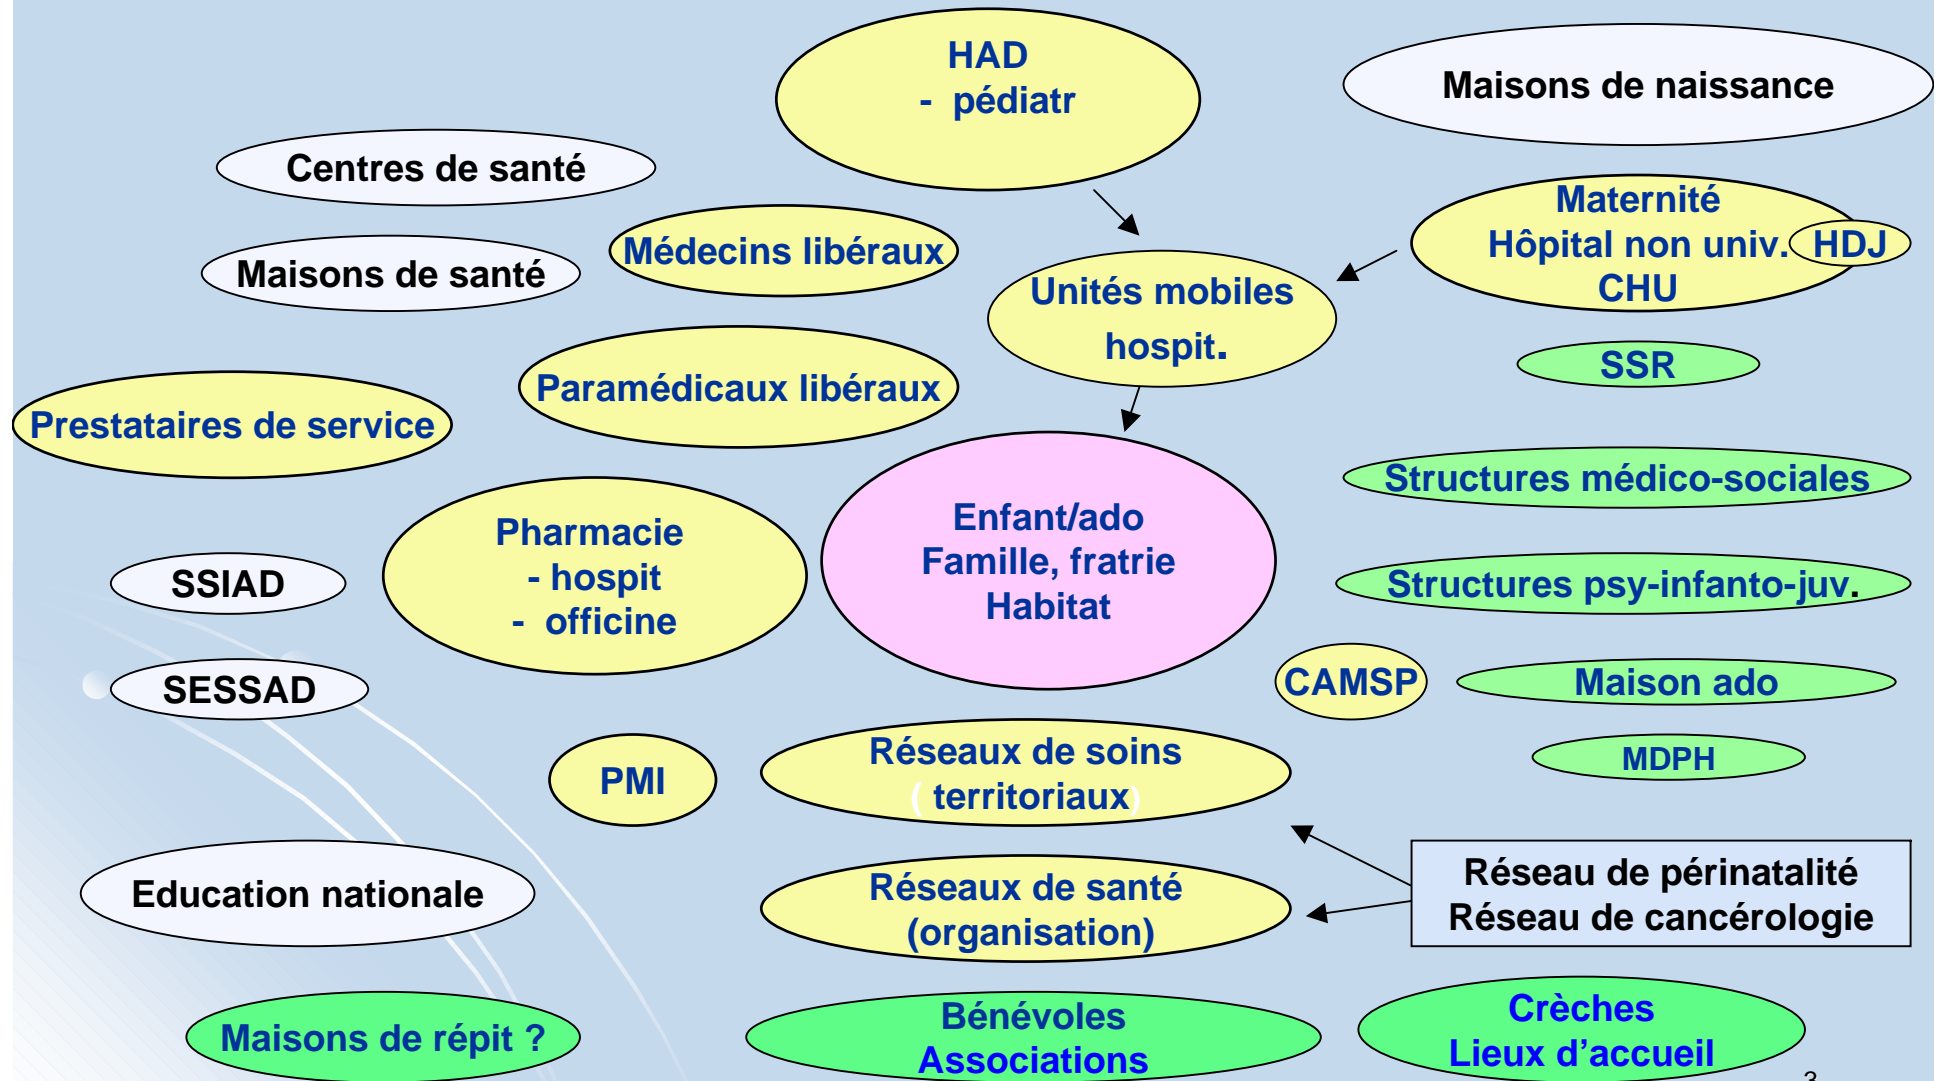 HAD
- pédiatr
Maisons de naissance
Centres de santé
Maternité
Hôpital non univ.
CHU
HDJ
Médecins libéraux
Maisons de santé
Unités mobiles
hospit.
SSR
Paramédicaux libéraux
Prestataires de service
Structures médico-sociales
Enfant/ado
Famille, fratrie
Habitat
Pharmacie
- hospit
- officine
SSIAD
Structures psy-infanto-juv.
SESSAD
CAMSP
Maison ado
Réseaux de soins
( territoriaux)
PMI
MDPH
Education nationale
Réseaux de santé
(organisation)
Réseau de périnatalité
Réseau de cancérologie
Maisons de répit ?
Bénévoles
Associations
Crèches
Lieux d’accueil
3